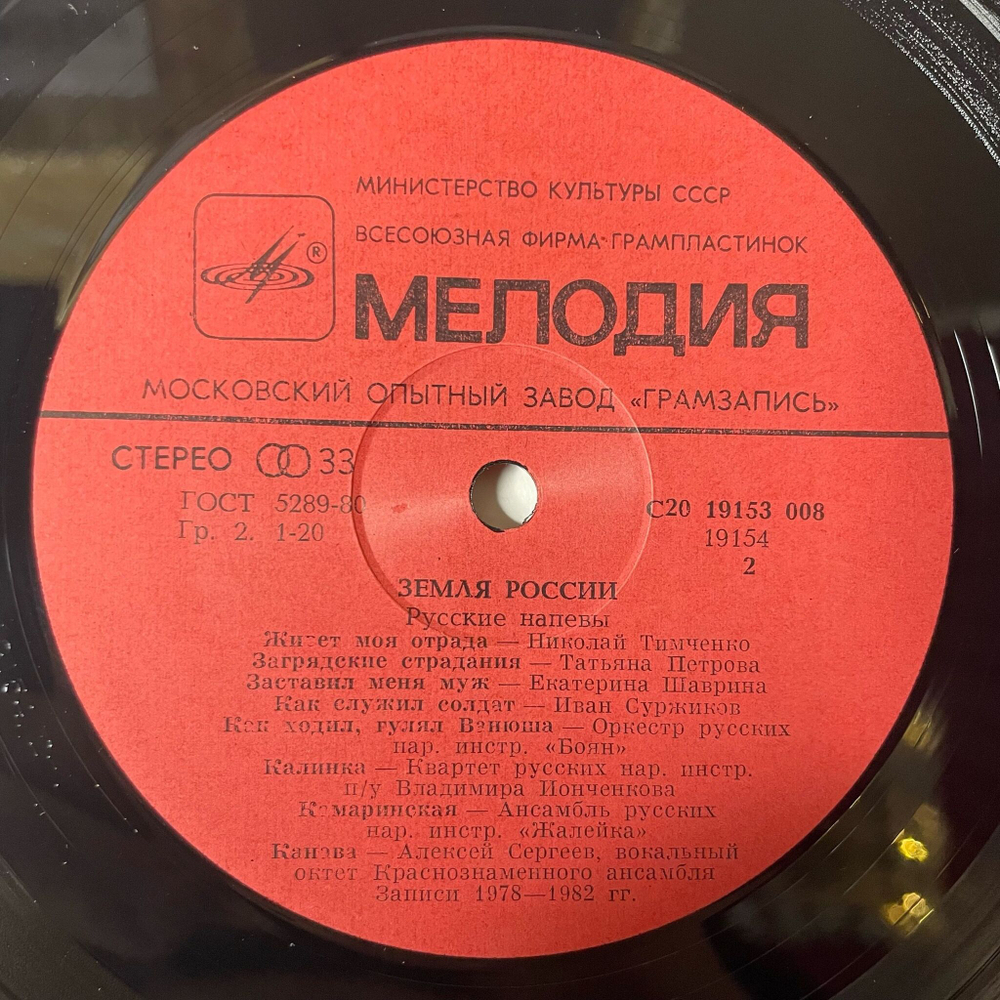 МИНИСТЕРСТВО КУЛЬТУРЫ СССР
ВСЕСОЮЗНАЯ ФИРМА ГРАМПЛАСТИНОК
®
МЕЛОДИЯ
МОСКОВСКИЙ ОПЫТНЫЙ ЗАВОД «ГРАМЗАПИСЬ»
СТЕРЕО 33
ГОСТ 5289-80
Гр. 2. 1-20
С20 19153 008
19154
2
ЗЕМЛЯ РОССИИ
Русские напевы
Живет моя отрада — Николай Тимченко
Загрядские страдания — Татьяна Петрова
Заставил меня муж — Екатерина Шаврина
Как служил солдат — Иван Суржиков
Как ходил, гулял Ванюша — Оркестр русских
нар. инстр. «Боян»
Калинка — Квартет русских нар. инстр.
п/у Владимира Ионченкова
Камаринская — Ансамбль русских
нар. инстр. «Жалейка»
Канава — Алексей Сергеев, вокальный
октет Краснознаменного ансамбля
Записи 1978—1982 гг.